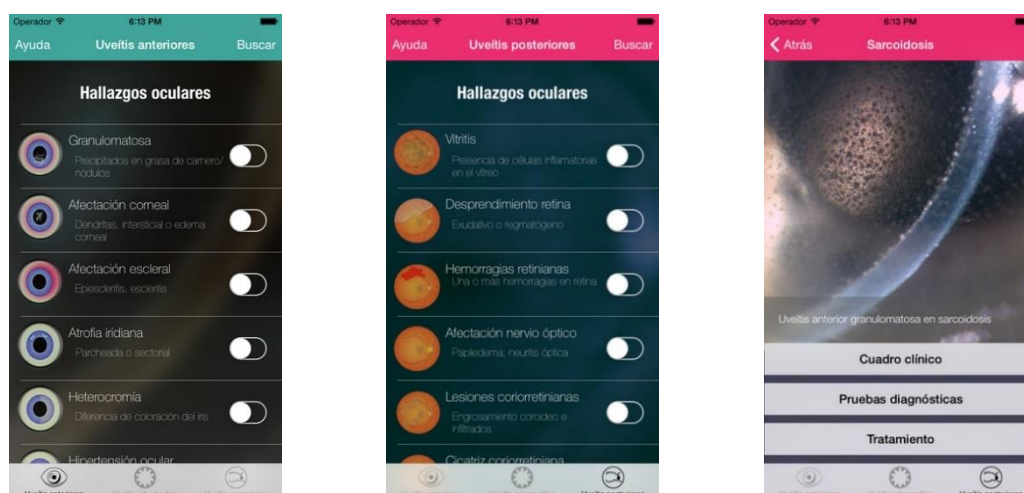 Operador 6:13 PM
Ayuda Uveítis anteriores Buscar
Hallazgos oculares
Granulomatosa
Precipitados en grasa de carnero/
nódulos
Afectación corneal
Dendritas, intersticial o edema
corneal
Afectación escleral
Epiescleritis, escleritis
Atrofia iridiana
Parcheada o sectorial
Heterocromía
Diferencia de coloración del iris
Hipertensión ocular
Operador 6:13 PM
Ayuda Uveítis posteriores Buscar
Hallazgos oculares
Vitritis
Presencia de células inflamatorias
en el vítreo
Desprendimiento retina
Exudativo o regmatógeno
Hemorragias retinianas
Una o más hemorragias en retina
Afectación nervio óptico
Papiledema, neuritis óptica
Lesiones coriorretinianas
Engrosamiento coroideo e
infiltrados
Cicatriz coriorretiniana
Operador 6:13 PM
Atrás Sarcoidosis
Uveítis anterior granulomatosa en sarcoidosis
Cuadro clínico
Pruebas diagnósticas
Tratamiento